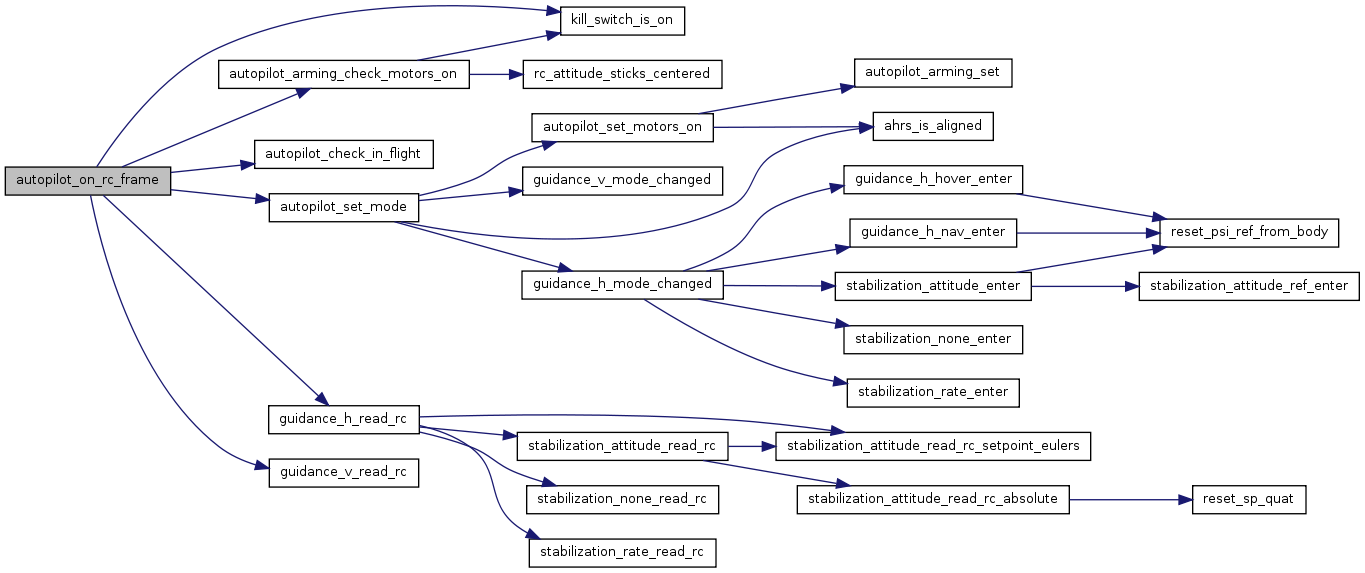 kill_switch_is_on
autopilot_arming_check_motors_on
rc_attitude_sticks_centered
autopilot_arming_set
autopilot_set_motors_on
ahrs_is_aligned
autopilot_check_in_flight
autopilot_on_rc_frame
guidance_v_mode_changed
guidance_h_hover_enter
autopilot_set_mode
guidance_h_nav_enter
reset_psi_ref_from_body
guidance_h_mode_changed
stabilization_attitude_enter
stabilization_attitude_ref_enter
stabilization_none_enter
stabilization_rate_enter
guidance_h_read_rc
stabilization_attitude_read_rc
stabilization_attitude_read_rc_setpoint_eulers
guidance_v_read_rc
stabilization_none_read_rc
stabilization_attitude_read_rc_absolute
reset_sp_quat
stabilization_rate_read_rc